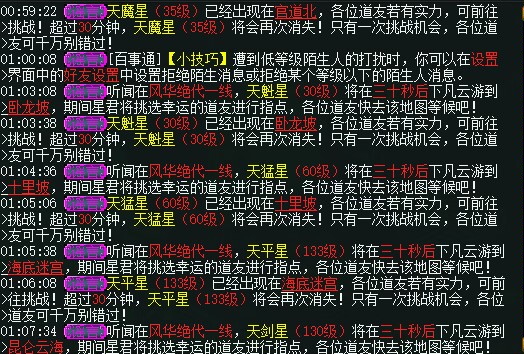 00:59:22 [谣言]天魔星（35级）已经出现在官道北，各位道友若有实力，可前往
>挑战！超过30分钟，天魔星（35级）将会再次消失！只有一次挑战机会，各位道
>友可千万别错过！
01:00:08 [谣言][百事通]【小技巧】遭到低等级陌生人的打扰时，你可以在设置
>界面中的好友设置中设置拒绝陌生消息或拒绝某个等级以下的陌生人消息。
01:03:08 [谣言]听闻在风华绝代一线，天魁星（30级）将在三十秒后下凡云游到
>卧龙坡，期间星君将挑选幸运的道友进行指点，各位道友快去该地图等候吧！
01:03:38 [谣言]天魁星（30级）已经出现在卧龙坡，各位道友若有实力，可前往
>挑战！超过30分钟，天魁星（30级）将会再次消失！只有一次挑战机会，各位道
>友可千万别错过！
01:04:36 [谣言]听闻在风华绝代一线，天猛星（60级）将在三十秒后下凡云游到
>十里坡，期间星君将挑选幸运的道友进行指点，各位道友快去该地图等候吧！
01:05:06 [谣言]天猛星（60级）已经出现在十里坡，各位道友若有实力，可前往
>挑战！超过30分钟，天猛星（60级）将会再次消失！只有一次挑战机会，各位道
>友可千万别错过！
01:05:38 [谣言]听闻在风华绝代一线，天平星（133级）将在三十秒后下凡云游到
>海底迷宫，期间星君将挑选幸运的道友进行指点，各位道友快去该地图等候吧！
01:06:08 [谣言]天平星（133级）已经出现在海底迷宫，各位道友若有实力，可前
>往挑战！超过30分钟，天平星（133级）将会再次消失！只有一次挑战机会，各位
>道友可千万别错过！
01:07:34 [谣言]听闻在风华绝代一线，天剑星（130级）将在三十秒后下凡云游到
>昆仑云海，期间星君将挑选幸运的道友进行指点，各位道友快去该地图等候吧！